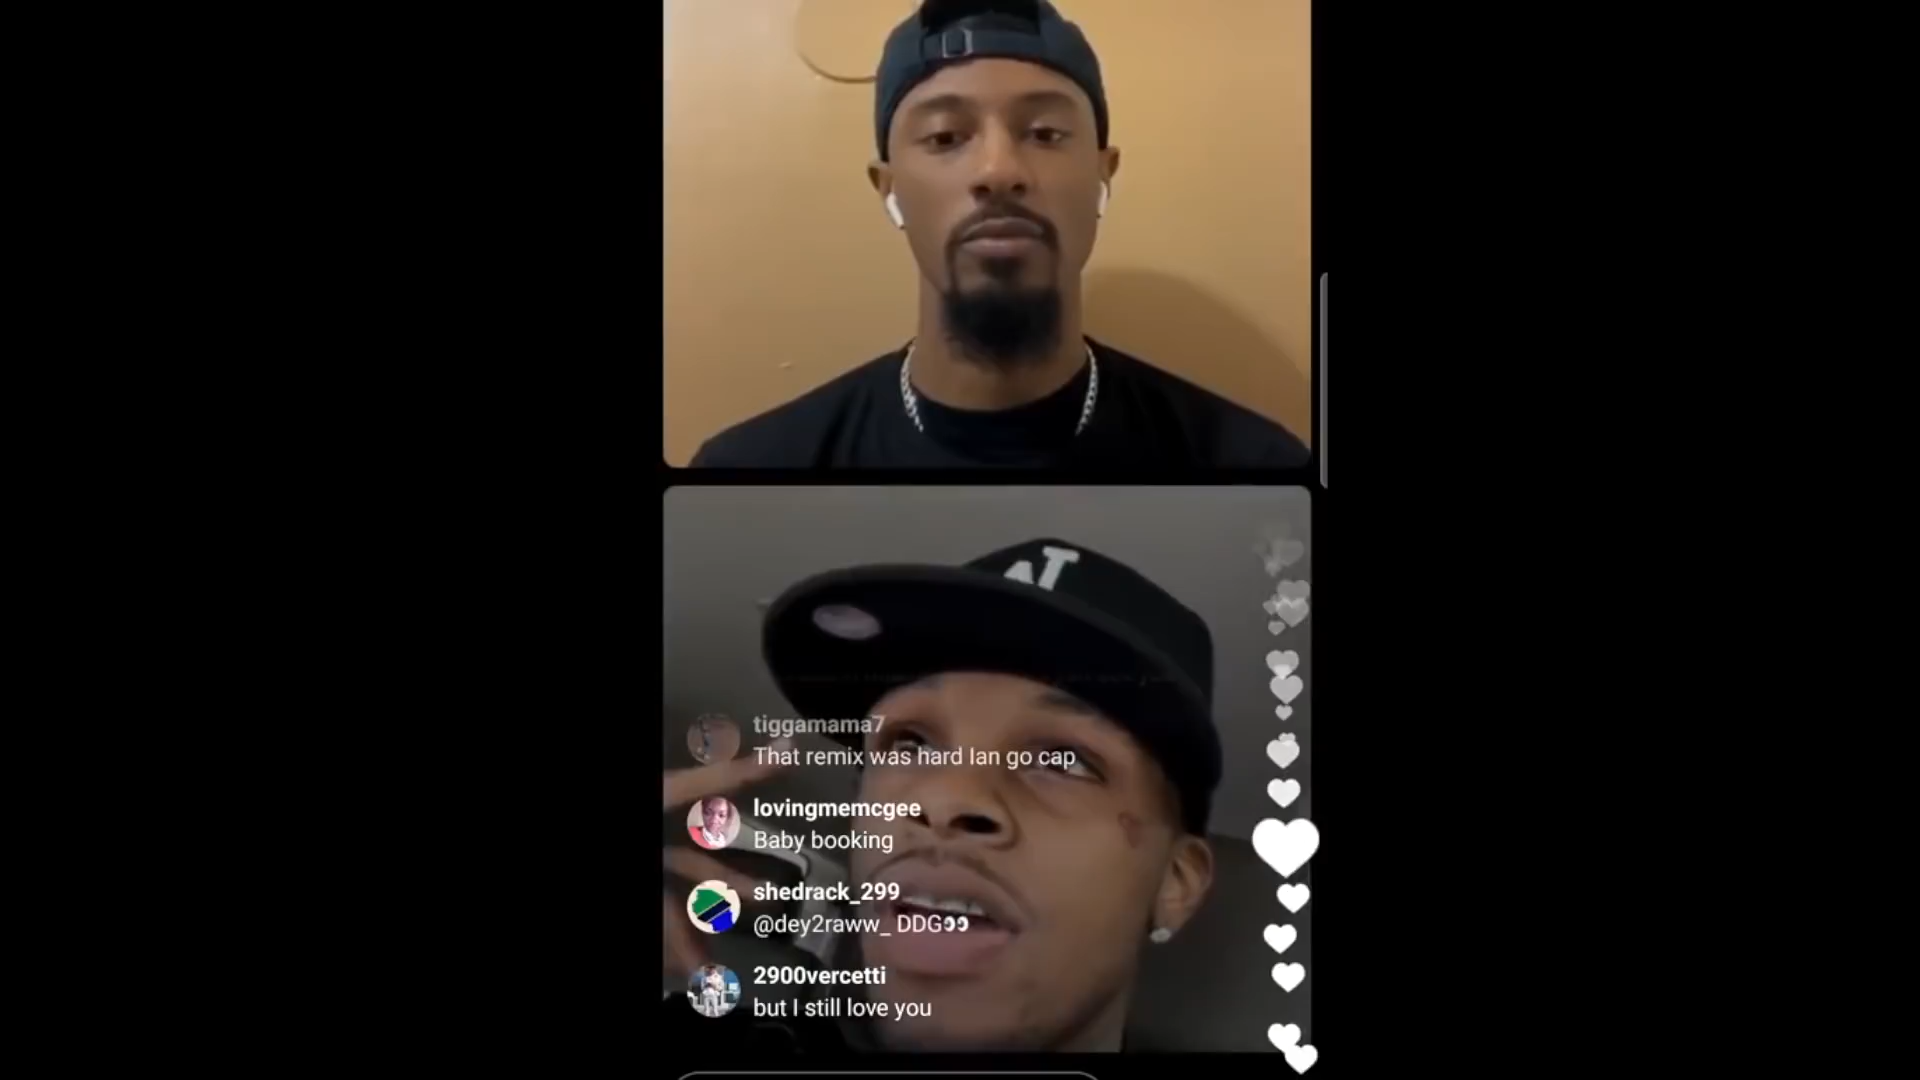 tiggamama7
That remix was hard Ian go cap
lovingmemcgee
Baby booking
shedrack_299
@dey2raww_ DDG👀
2900vercetti
but I still love you